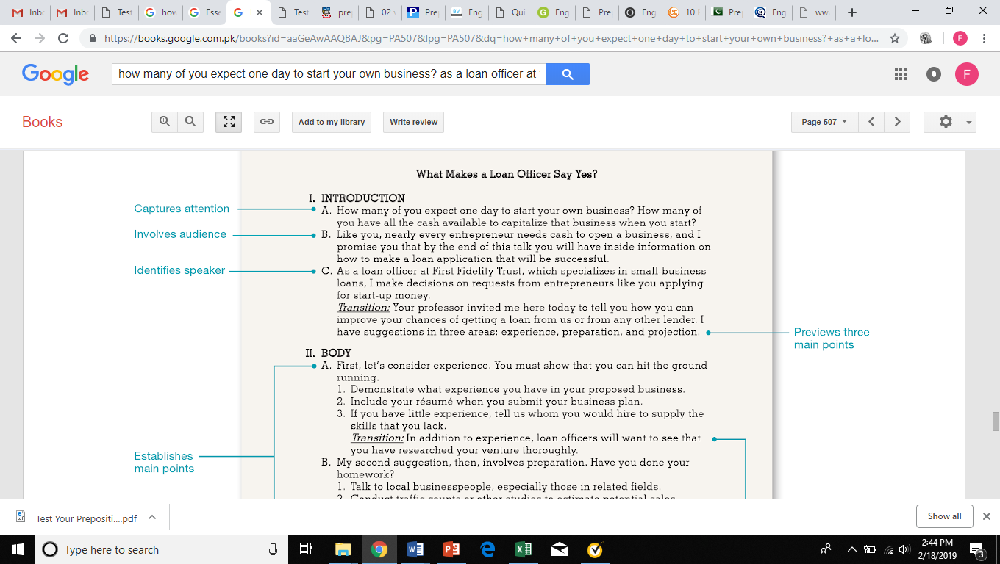 Inbc
Inbc
Test
how
Esse
Test
pre
02
Pre
Eng
Qui
Eng
Pre
Eng
10
Pre
Eng
ww
https://books.google.com.pk/books?id=aaGeAwAAQBAJ&pg=PA507&lpg=PA507&dq=how+many+of+you+expect+one+day+to+start+your+own+business?+as+a+lo...
F
Google
how many of you expect one day to start your own business? as a loan officer at
F
Books
Add to my library
Write review
Page 507
What Makes a Loan Officer Say Yes?
I. INTRODUCTION
Captures attention
A. How many of you expect one day to start your own business? How many of
you have all the cash available to capitalize that business when you start?
Involves audience
B. Like you, nearly every entrepreneur needs cash to open a business, and I
promise you that by the end of this talk you will have inside information on
how to make a loan application that will be successful.
Identifies speaker
C. As a loan officer at First Fidelity Trust, which specializes in small-business
loans, I make decisions on requests from entrepreneurs like you applying
for start-up money.
Transition: Your professor invited me here today to tell you how you can
improve your chances of getting a loan from us or from any other lender. I
have suggestions in three areas: experience, preparation, and projection.
Previews three
main points
II. BODY
A. First, let's consider experience. You must show that you can hit the ground
running.
1. Demonstrate what experience you have in your proposed business.
2. Include your résumé when you submit your business plan.
3. If you have little experience, tell us whom you would hire to supply the
skills that you lack.
Transition: In addition to experience, loan officers will want to see that
you have researched your venture thoroughly.
Establishes
main points
B. My second suggestion, then, involves preparation. Have you done your
homework?
1. Talk to local businesspeople, especially those in related fields.
2. Conduct traffic counts or other studies to estimate potential sales.
Test Your Prepositi....pdf
Show all
Type here to search
2:44 PM
2/18/2019
3